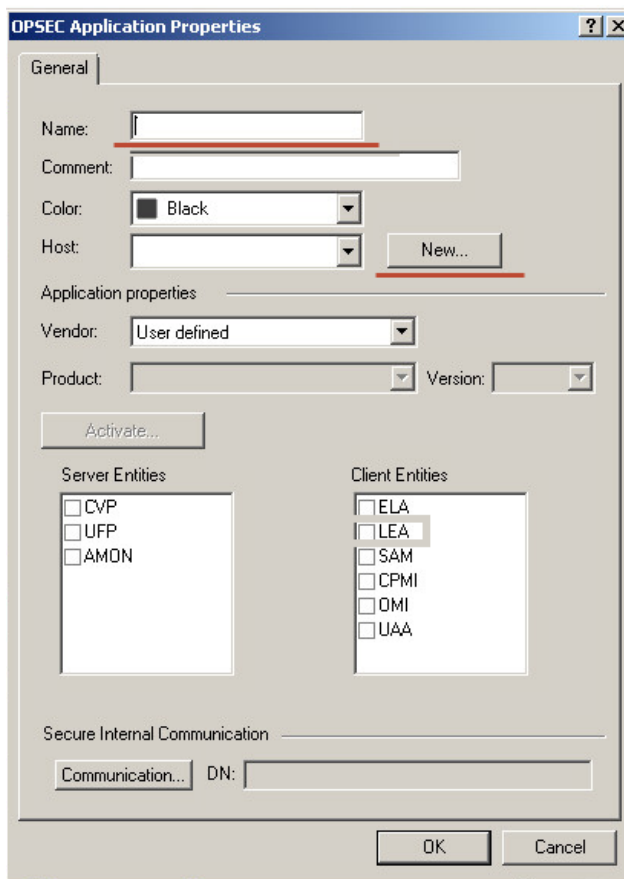 OPSEC Application Properties
General
Name:
Comment:
Color: Black
Host: New...
Application properties
Vendor: User defined
Product: Version:
Activate...
Server Entities Client Entities
CVP ELA
UFP LEA
AMON SAM
CPMI
OMI
UAA
Secure Internal Communication
Communication... DN:
OK Cancel